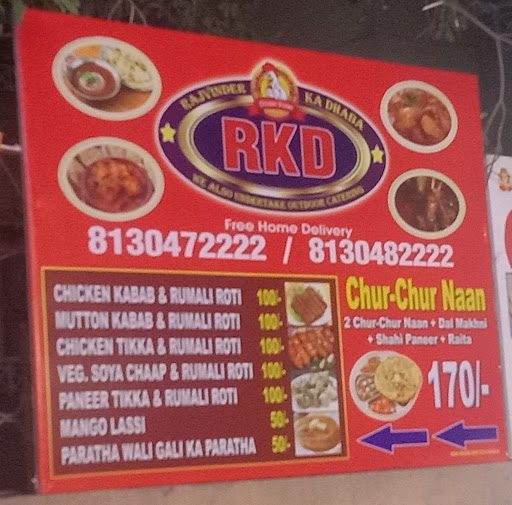 RAJVINDER KA DHABA
RKD
WE ALSO UNDERTAKE OUTDOOR CATERING
Free Home Delivery
8130472222 / 8130482222
CHICKEN KABAB & RUMALI ROTI 100/-
MUTTON KABAB & RUMALI ROTI 100/-
CHICKEN TIKKA & RUMALI ROTI 100/-
VEG. SOYA CHAAP & RUMALI ROTI 100/-
PANEER TIKKA & RUMALI ROTI 100/-
MANGO LASSI 50/-
PARATHA WALI GALI KA PARATHA 50/-
Chur-Chur Naan
2 Chur-Chur Naan + Dal Makhni
+ Shahi Paneer + Raita
170/-